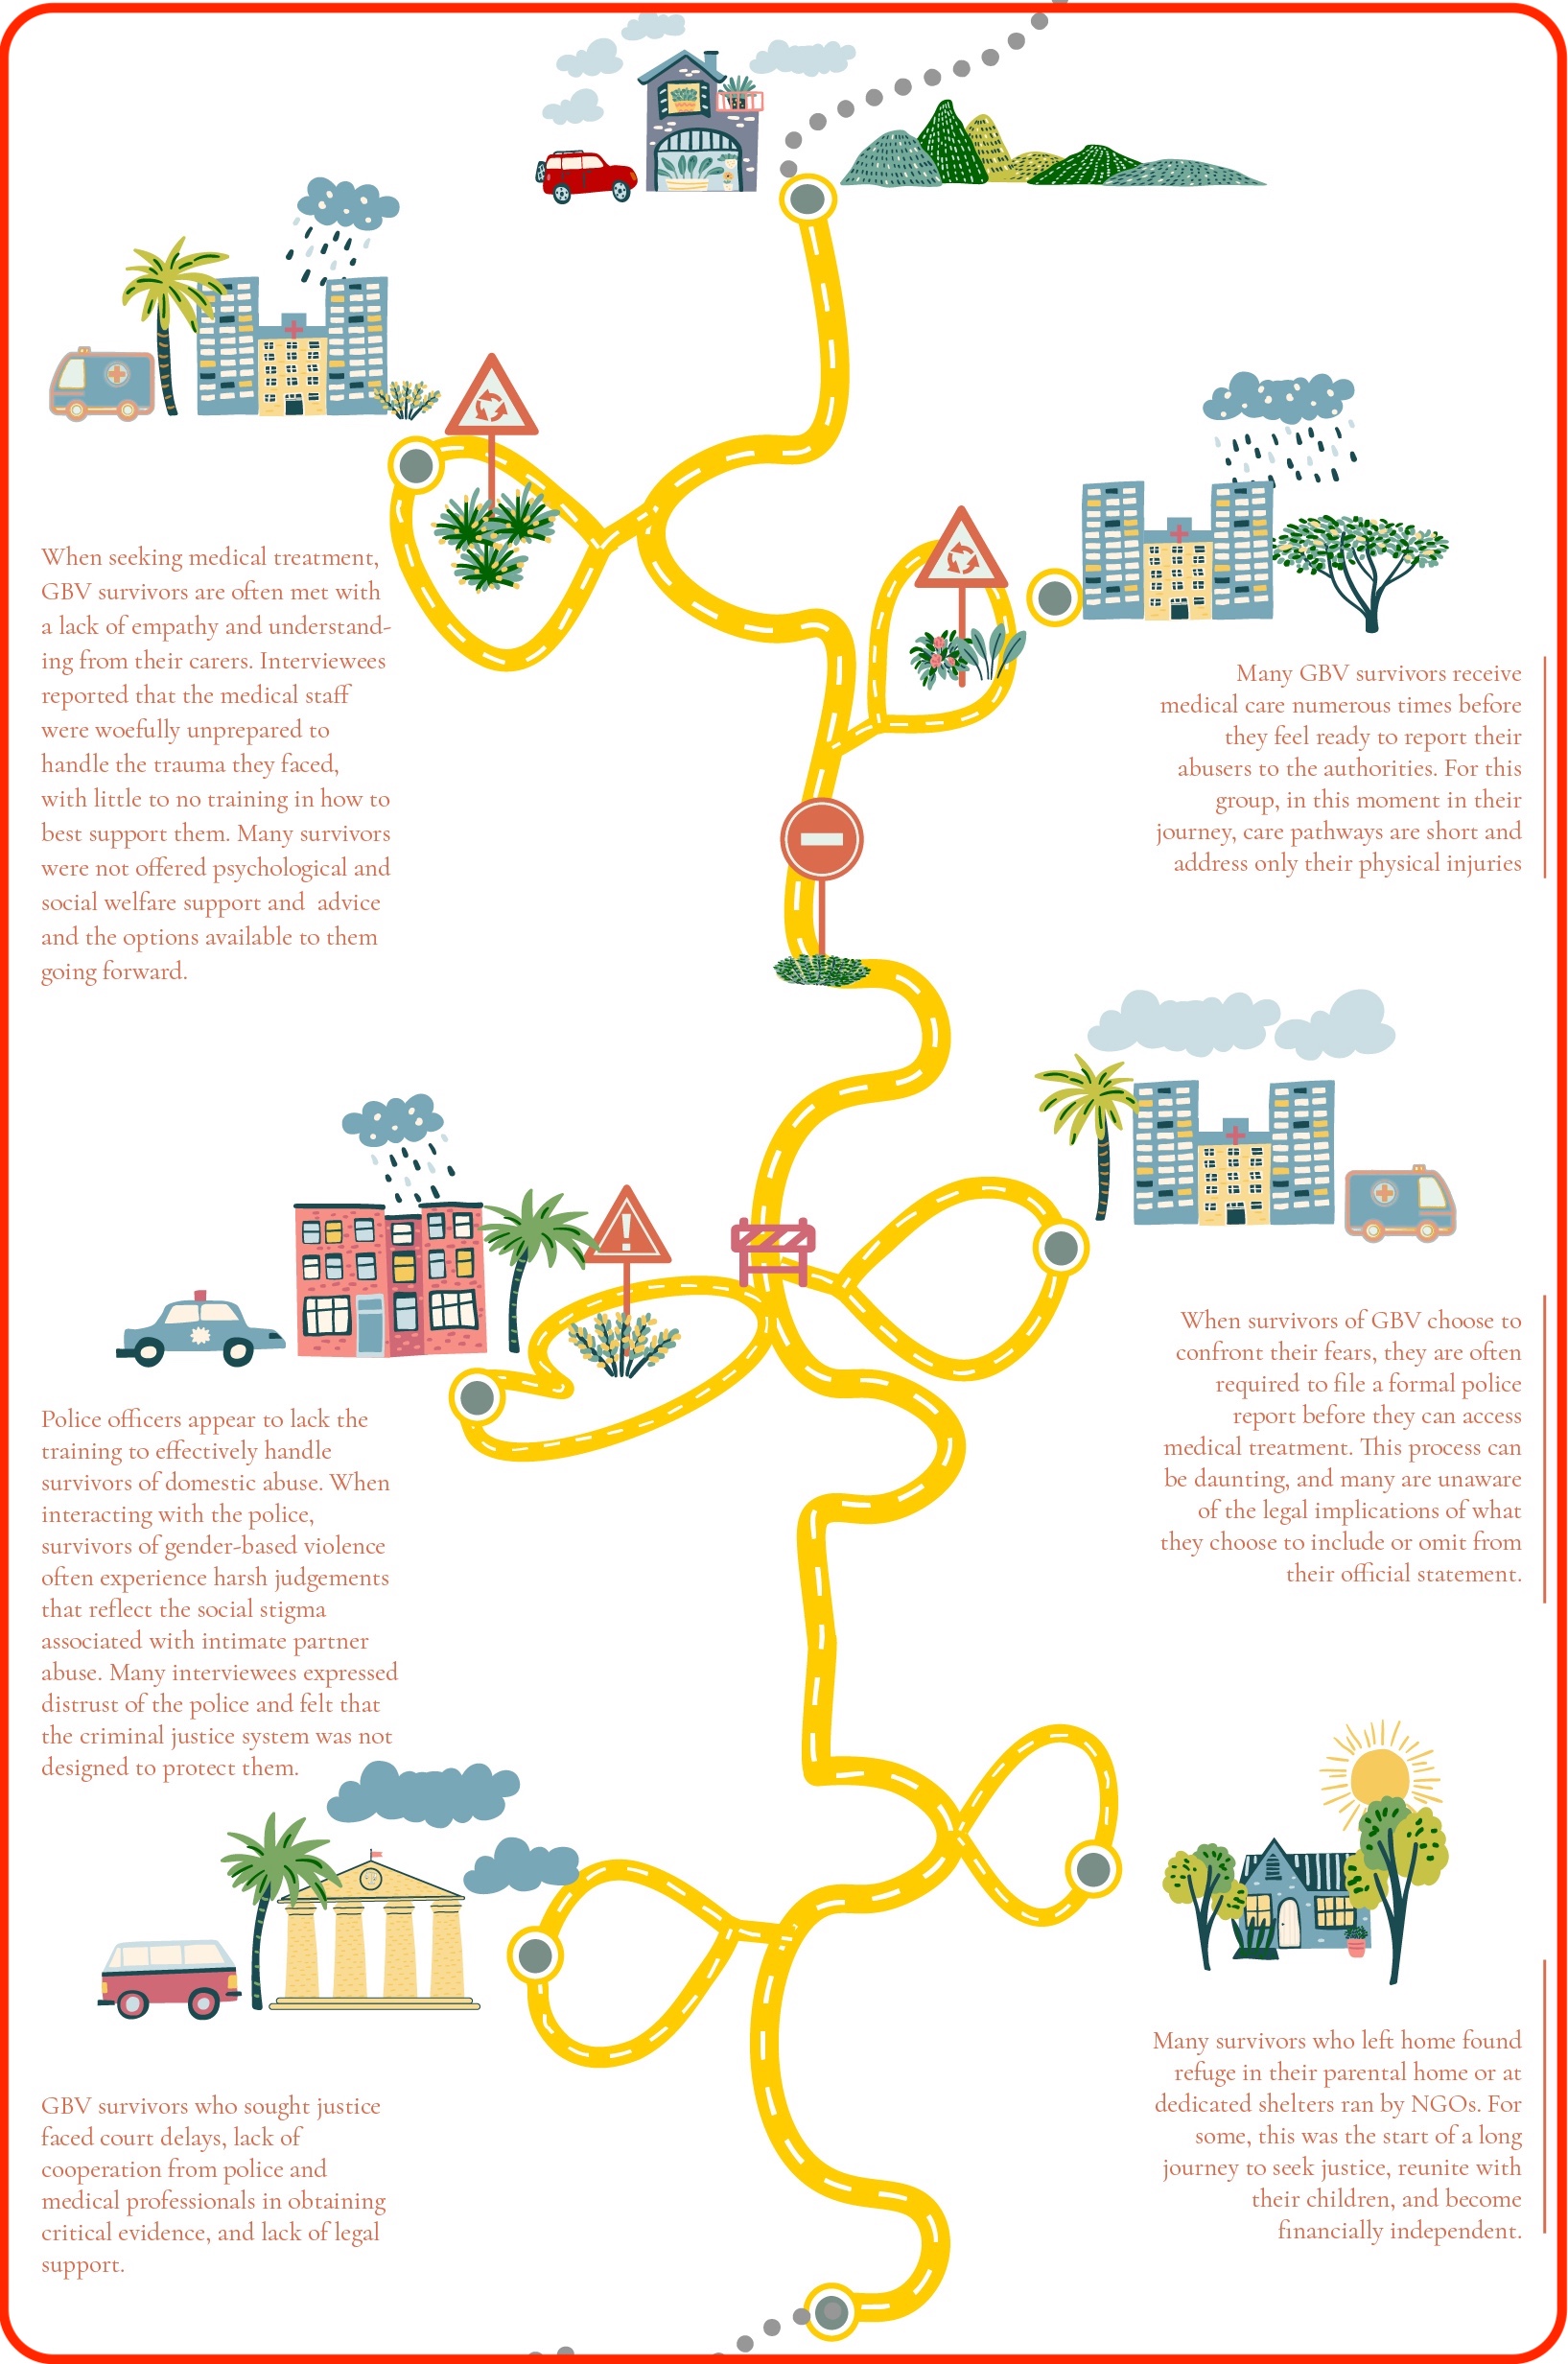 When seeking medical treatment,
GBV survivors are often met with
a lack of empathy and understand-
ing from their carers. Interviewees
reported that the medical staff
were woefully unprepared to
handle the trauma they faced,
with little to no training in how to
best support them. Many survivors
were not offered psychological and
social welfare support and  advice
and the options available to them
going forward.
Many GBV survivors receive
medical care numerous times before
they feel ready to report their
abusers to the authorities. For this
group, in this moment in their
journey, care pathways are short and
address only their physical injuries
When survivors of GBV choose to
confront their fears, they are often
required to file a formal police
report before they can access
medical treatment. This process can
be daunting, and many are unaware
of the legal implications of what
they choose to include or omit from
their official statement.
Police officers appear to lack the
training to effectively handle
survivors of domestic abuse. When
interacting with the police,
survivors of gender-based violence
often experience harsh judgements
that reflect the social stigma
associated with intimate partner
abuse. Many interviewees expressed
distrust of the police and felt that
the criminal justice system was not
designed to protect them.
Many survivors who left home found
refuge in their parental home or at
dedicated shelters ran by NGOs. For
some, this was the start of a long
journey to seek justice, reunite with
their children, and become
financially independent.
GBV survivors who sought justice
faced court delays, lack of
cooperation from police and
medical professionals in obtaining
critical evidence, and lack of legal
support.